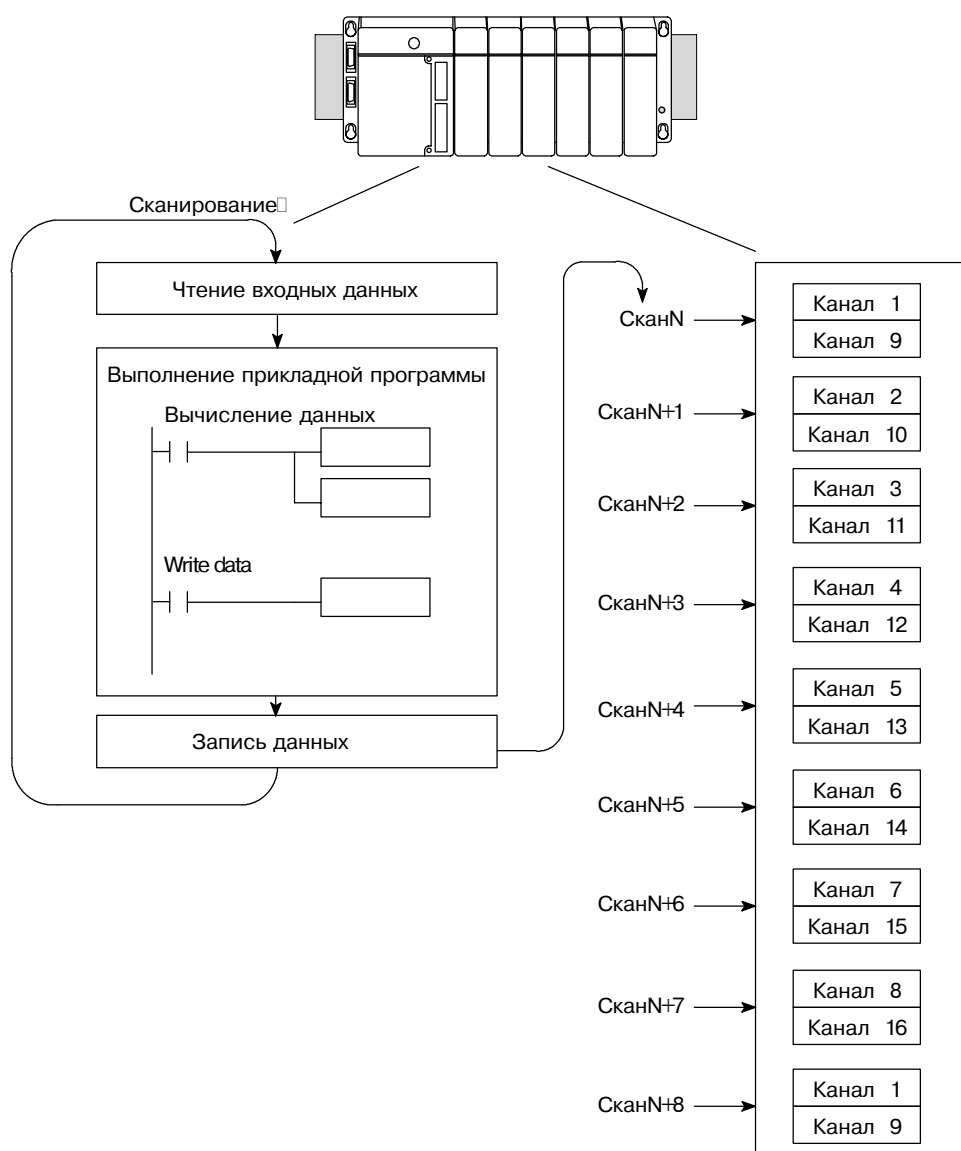 Сканирование
Чтение входных данных
Выполнение прикладной программы
Вычисление данных
Write data
Запись данных
СканN
Канал 1
Канал 9
СканN+1
Канал 2
Канал 10
СканN+2
Канал 3
Канал 11
СканN+3
Канал 4
Канал 12
СканN+4
Канал 5
Канал 13
СканN+5
Канал 6
Канал 14
СканN+6
Канал 7
Канал 15
СканN+7
Канал 8
Канал 16
СканN+8
Канал 1
Канал 9